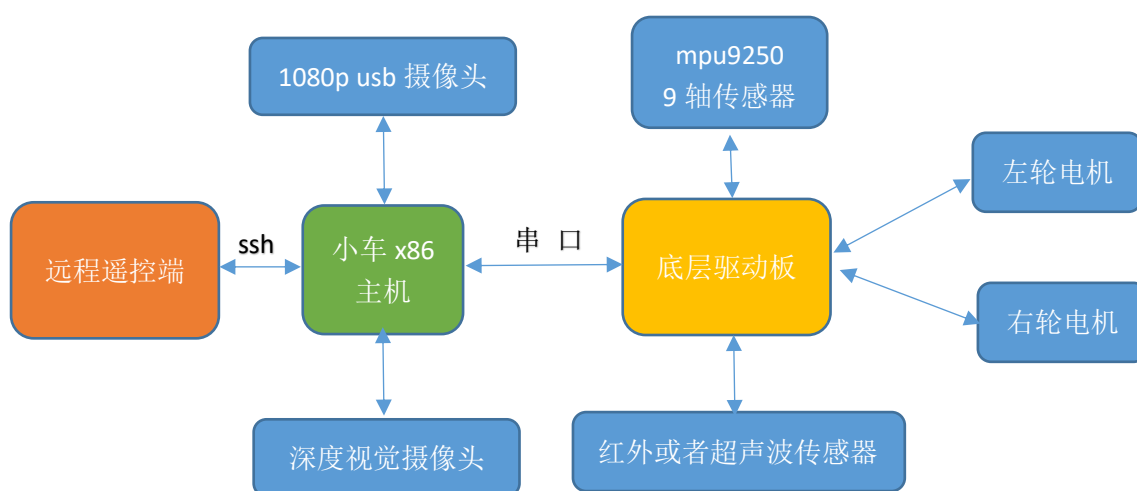 1080p usb 摄像头
mpu9250
9 轴传感器
左轮电机
远程遥控端
ssh
小车 x86
主机
串 口
底层驱动板
右轮电机
深度视觉摄像头
红外或者超声波传感器